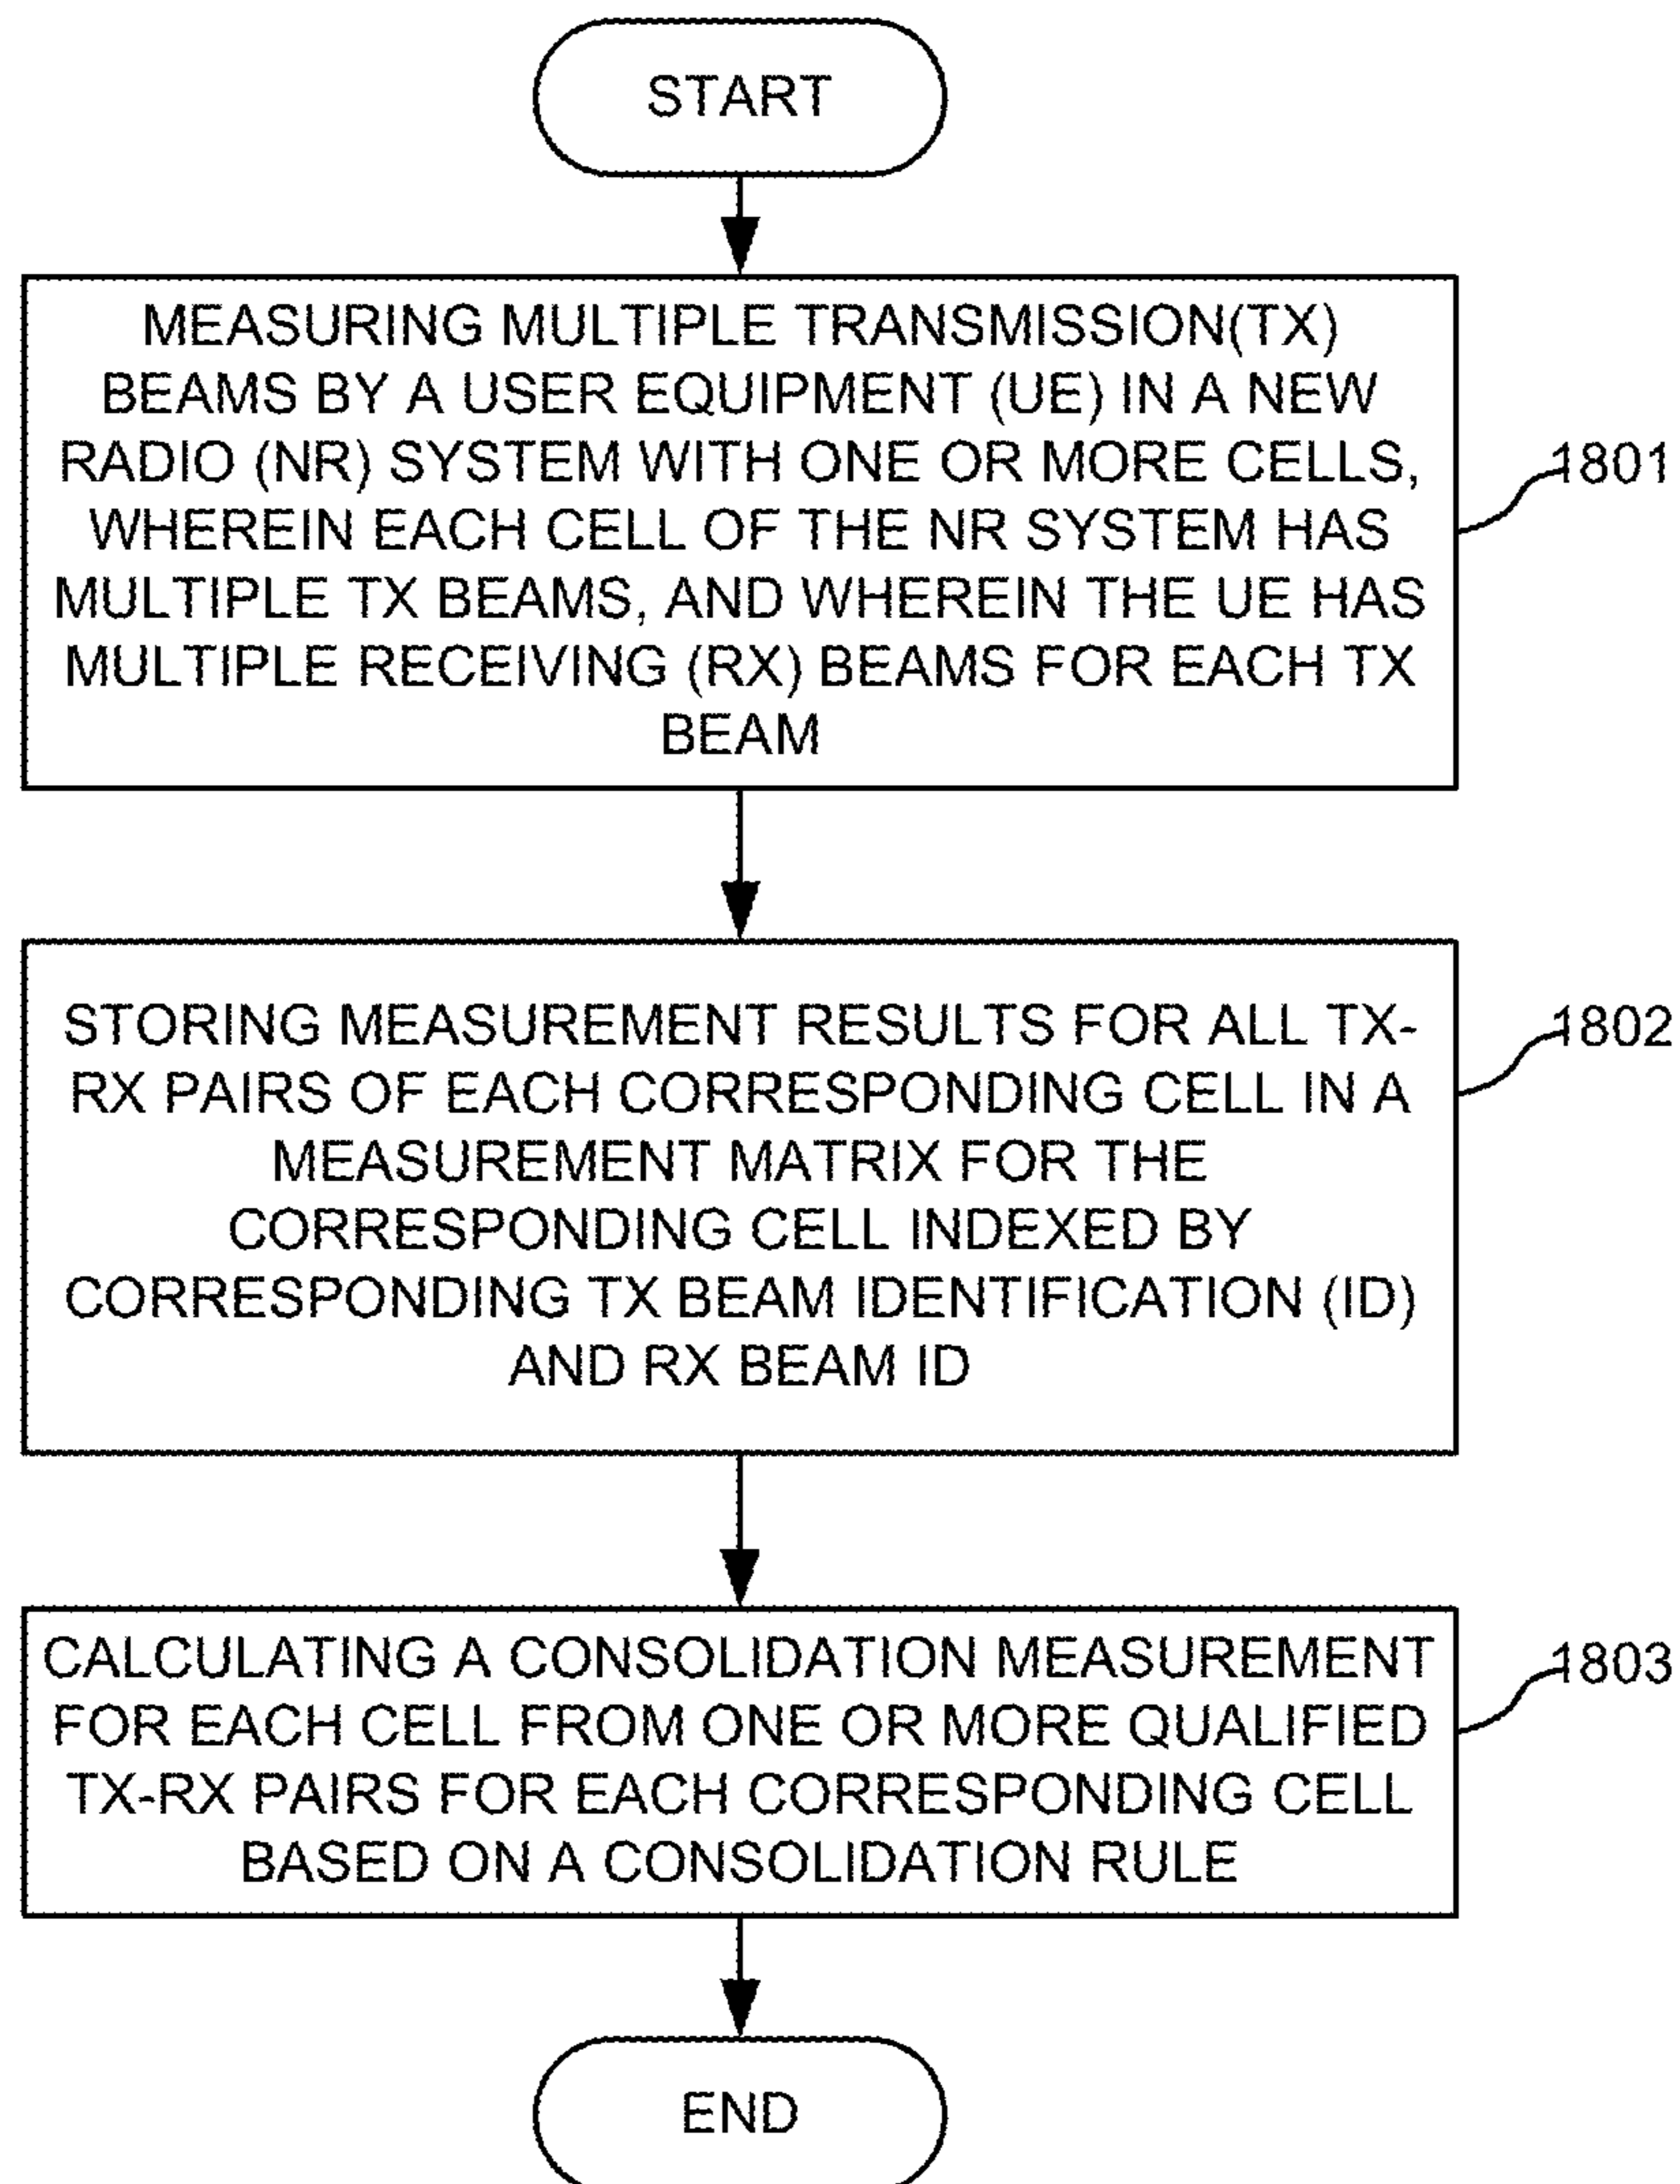 START
MEASURING MULTIPLE TRANSMISSION(TX)
BEAMS BY A USER EQUIPMENT (UE) IN A NEW
RADIO (NR) SYSTEM WITH ONE OR MORE CELLS,
WHEREIN EACH CELL OF THE NR SYSTEM HAS
MULTIPLE TX BEAMS, AND WHEREIN THE UE HAS
MULTIPLE RECEIVING (RX) BEAMS FOR EACH TX
BEAM
1801
STORING MEASUREMENT RESULTS FOR ALL TX-
RX PAIRS OF EACH CORRESPONDING CELL IN A
MEASUREMENT MATRIX FOR THE
CORRESPONDING CELL INDEXED BY
CORRESPONDING TX BEAM IDENTIFICATION (ID)
AND RX BEAM ID
1802
CALCULATING A CONSOLIDATION MEASUREMENT
FOR EACH CELL FROM ONE OR MORE QUALIFIED
TX-RX PAIRS FOR EACH CORRESPONDING CELL
BASED ON A CONSOLIDATION RULE
1803
END